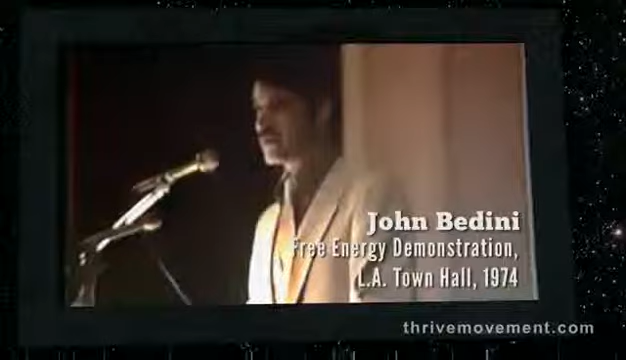 John Bedini
Free Energy Demonstration,
L.A. Town Hall, 1974
thrivemovement.com